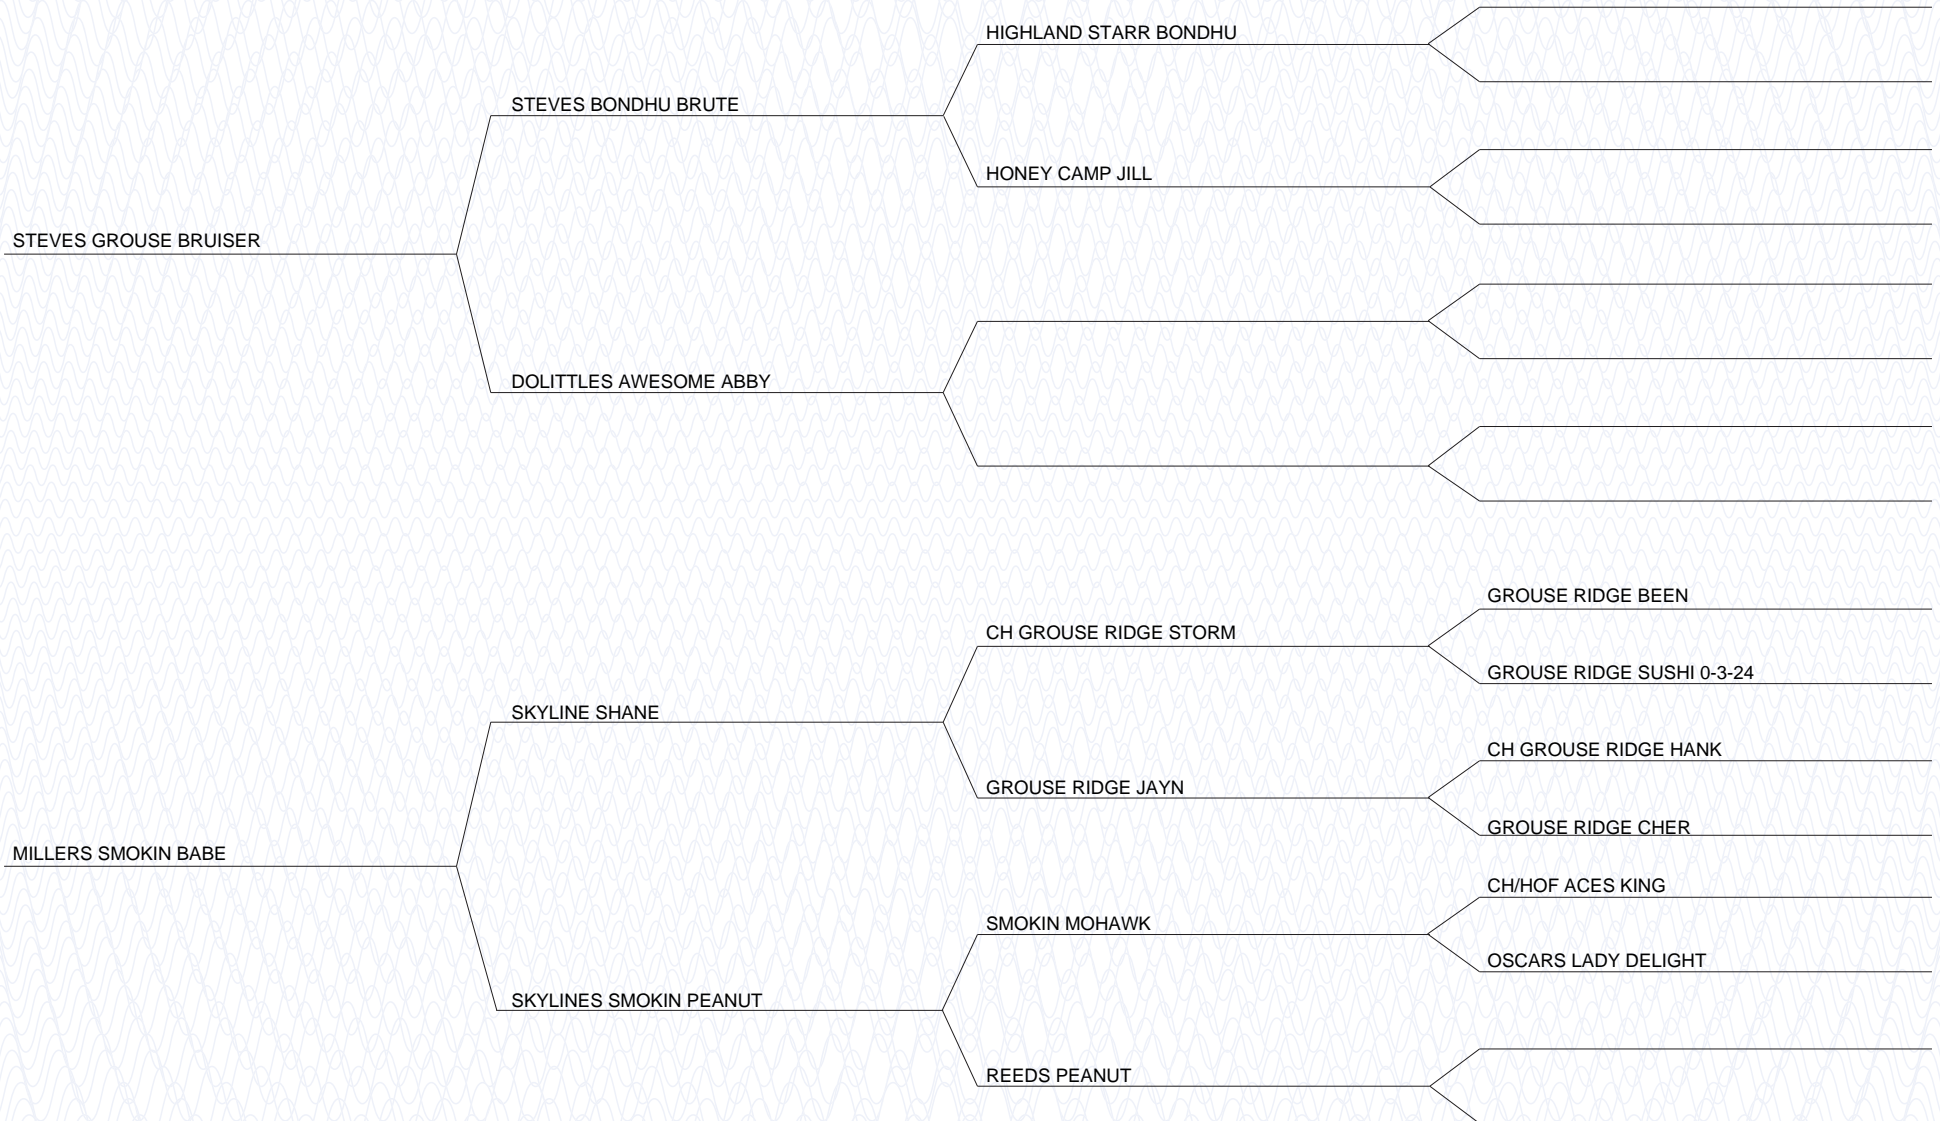 HIGHLAND STARR BONDHU
STEVES BONDHU BRUTE
HONEY CAMP JILL
STEVES GROUSE BRUISER
DOLITTLES AWESOME ABBY
GROUSE RIDGE BEEN
CH GROUSE RIDGE STORM
GROUSE RIDGE SUSHI 0-3-24
SKYLINE SHANE
CH GROUSE RIDGE HANK
GROUSE RIDGE JAYN
GROUSE RIDGE CHER
MILLERS SMOKIN BABE
CH/HOF ACES KING
SMOKIN MOHAWK
OSCARS LADY DELIGHT
SKYLINES SMOKIN PEANUT
REEDS PEANUT